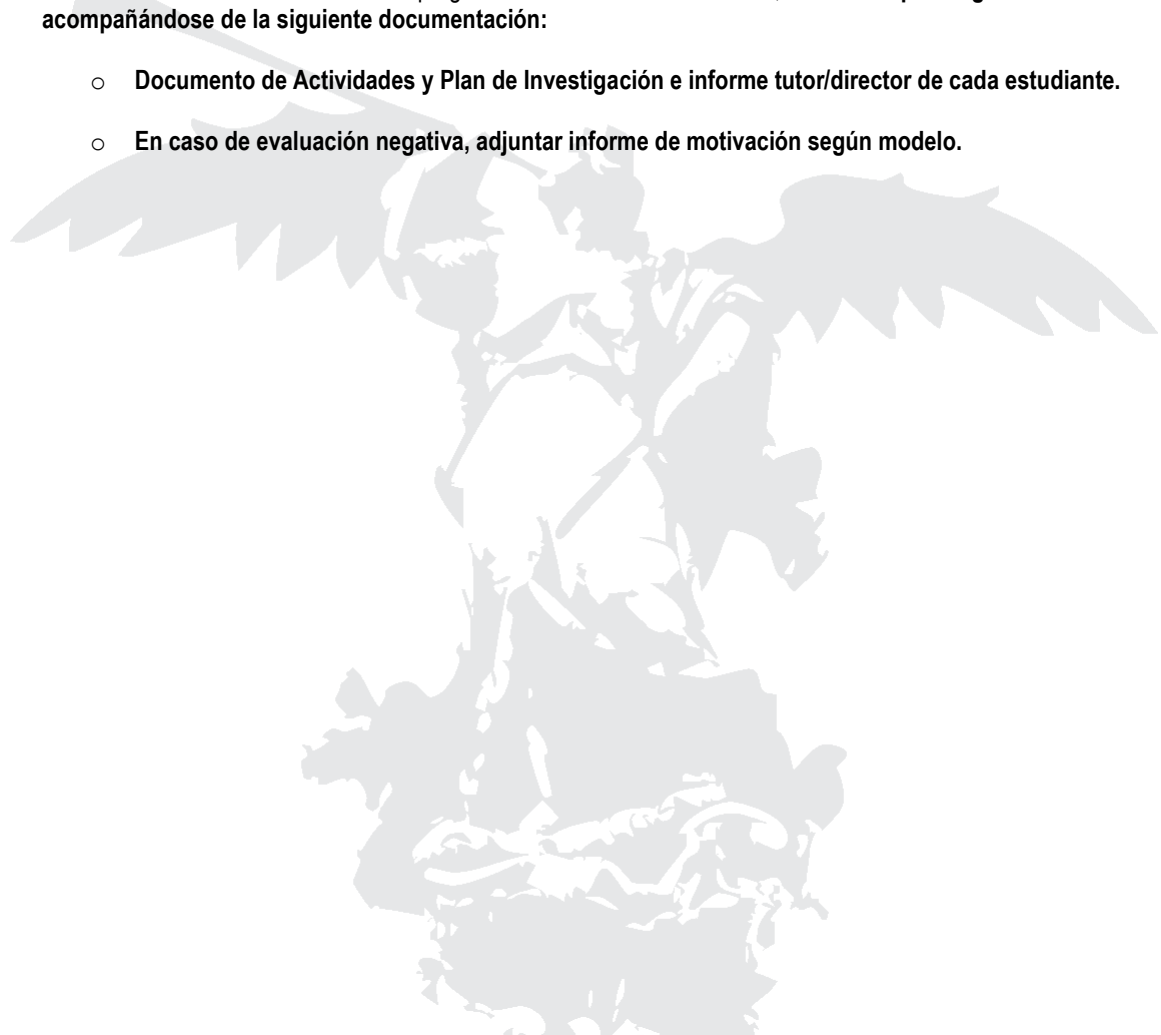 acompañándose de la siguiente documentación:
o Documento de Actividades y Plan de Investigación e informe tutor/director de cada estudiante.
o En caso de evaluación negativa, adjuntar informe de motivación según modelo.